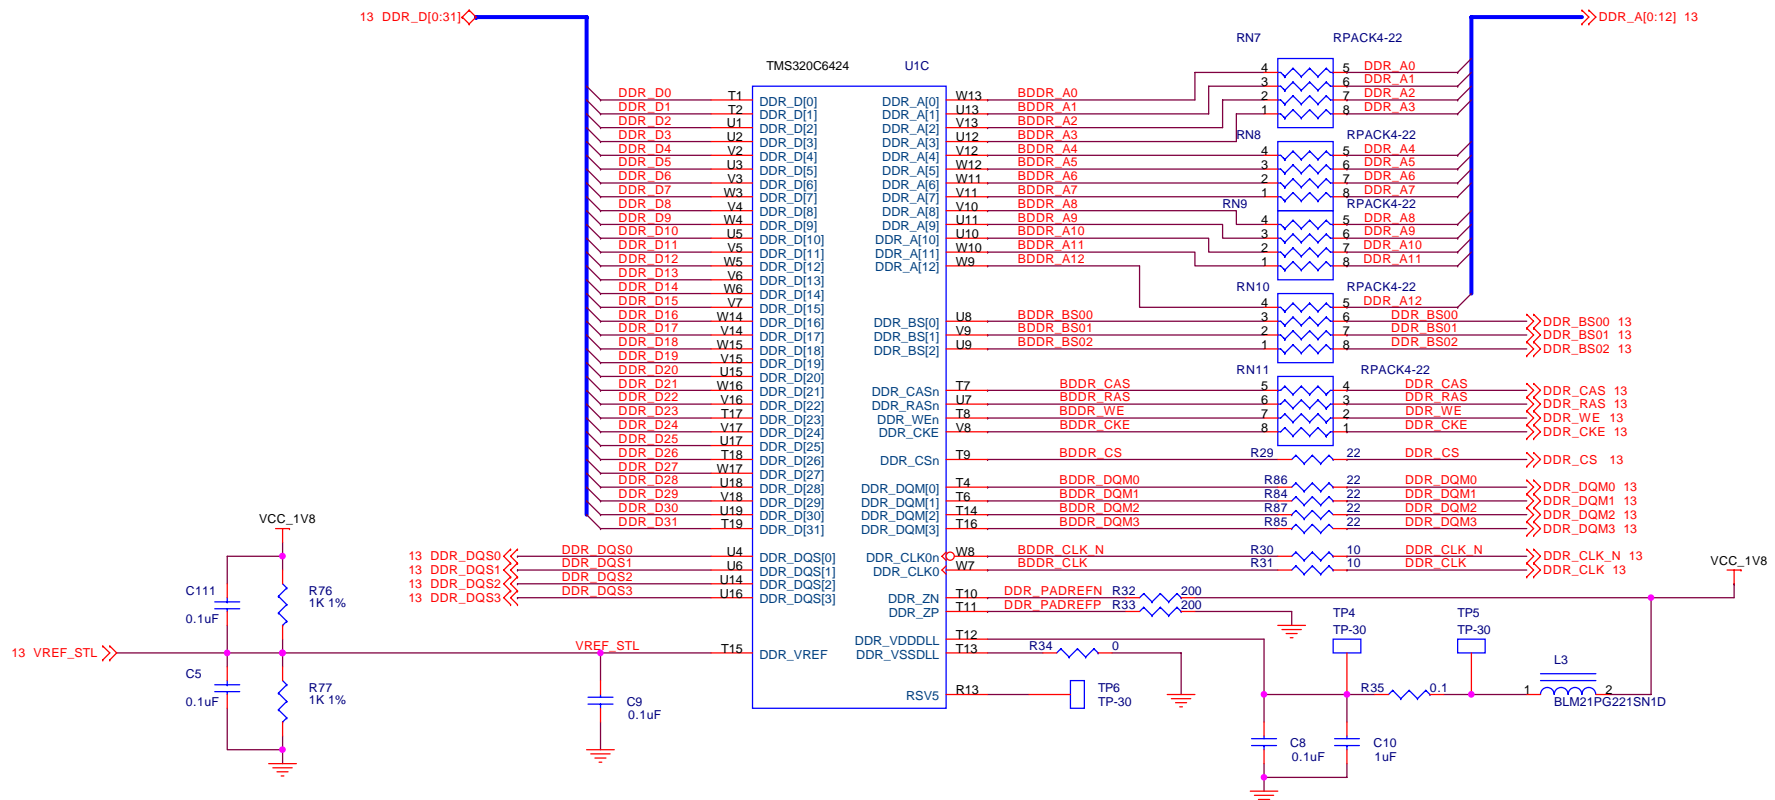 13 DDR_D[0:31]
DDR_A[0:12] 13
RN7 RPACK4-22
TMS320C6424 U1C
4 5 DDR_A0
3 6 DDR_A1
2 7 DDR_A2
1 8 DDR_A3
DDR_D0 T1 DDR_D[0] DDR_A[0] W13 BDDR_A0
DDR_D1 T2 DDR_D[1] DDR_A[1] U13 BDDR_A1
DDR_D2 U1 DDR_D[2] DDR_A[2] V13 BDDR_A2
DDR_D3 U2 DDR_D[3] DDR_A[3] U12 BDDR_A3
RN8 RPACK4-22
DDR_D4 V2 DDR_D[4] DDR_A[4] V12 BDDR_A4 4 5 DDR_A4
DDR_D5 U3 DDR_D[5] DDR_A[5] W12 BDDR_A5 3 6 DDR_A5
DDR_D6 V3 DDR_D[6] DDR_A[6] W11 BDDR_A6 2 7 DDR_A6
DDR_D7 W3 DDR_D[7] DDR_A[7] V11 BDDR_A7 1 8 DDR_A7
RN9 RPACK4-22
DDR_D8 V4 DDR_D[8] DDR_A[8] V10 BDDR_A8 4 5 DDR_A8
DDR_D9 W4 DDR_D[9] DDR_A[9] U11 BDDR_A9 3 6 DDR_A9
DDR_D10 U5 DDR_D[10] DDR_A[10] U10 BDDR_A10 2 7 DDR_A10
DDR_D11 V5 DDR_D[11] DDR_A[11] W10 BDDR_A11 1 8 DDR_A11
DDR_D12 W5 DDR_D[12] DDR_A[12] W9 BDDR_A12
DDR_D13 V6 DDR_D[13]
RN10 RPACK4-22
DDR_D14 W6 DDR_D[14]
DDR_D15 V7 DDR_D[15] 4 5 DDR_A12
DDR_D16 W14 DDR_D[16] DDR_BS[0] U8 BDDR_BS00 3 6 DDR_BS00 DDR_BS00 13
DDR_D17 V14 DDR_D[17] DDR_BS[1] V9 BDDR_BS01 2 7 DDR_BS01 DDR_BS01 13
DDR_D18 W15 DDR_D[18] DDR_BS[2] U9 BDDR_BS02 1 8 DDR_BS02 DDR_BS02 13
DDR_D19 V15 DDR_D[19]
RN11 RPACK4-22
DDR_D20 U15 DDR_D[20]
DDR_D21 W16 DDR_D[21] DDR_CASn T7 BDDR_CAS 5 4 DDR_CAS DDR_CAS 13
DDR_D22 V16 DDR_D[22] DDR_RASn U7 BDDR_RAS 6 3 DDR_RAS DDR_RAS 13
DDR_D23 T17 DDR_D[23] DDR_WEn T8 BDDR_WE 7 2 DDR_WE DDR_WE 13
DDR_D24 V17 DDR_D[24] DDR_CKE V8 BDDR_CKE 8 1 DDR_CKE DDR_CKE 13
DDR_D25 U17 DDR_D[25]
DDR_D26 T18 DDR_D[26] DDR_CSn T9 BDDR_CS R29 22 DDR_CS DDR_CS 13
DDR_D27 W17 DDR_D[27]
DDR_D28 U18 DDR_D[28] DDR_DQM[0] T4 BDDR_DQM0 R86 22 DDR_DQM0 DDR_DQM0 13
DDR_D29 V18 DDR_D[29] DDR_DQM[1] T6 BDDR_DQM1 R84 22 DDR_DQM1 DDR_DQM1 13
DDR_D30 U19 DDR_D[30] DDR_DQM[2] T14 BDDR_DQM2 R87 22 DDR_DQM2 DDR_DQM2 13
DDR_D31 T19 DDR_D[31] DDR_DQM[3] T16 BDDR_DQM3 R85 22 DDR_DQM3 DDR_DQM3 13
VCC_1V8
13 DDR_DQS0 DDR_DQS0 U4 DDR_DQS[0] DDR_CLK0n W8 BDDR_CLK_N R30 10 DDR_CLK_N DDR_CLK_N 13
13 DDR_DQS1 DDR_DQS1 U6 DDR_DQS[1] DDR_CLK0 W7 BDDR_CLK R31 10 DDR_CLK DDR_CLK 13
VCC_1V8
13 DDR_DQS2 DDR_DQS2 U14 DDR_DQS[2]
13 DDR_DQS3 DDR_DQS3 U16 DDR_DQS[3] DDR_ZN T10 DDR_PADREFN R32 200
DDR_ZP T11 DDR_PADREFP R33 200
C111 R76
0.1uF 1K 1%
TP4 TP5
TP-30 TP-30
DDR_VDDDLL T12
13 VREF_STL VREF_STL T15 DDR_VREF DDR_VSSDLL T13 R34 0
C5 R77
0.1uF 1K 1%
L3
RSV5 R13 TP6
TP-30
R35 0.1 1 2
BLM21PG221SN1D
C9
0.1uF
C8 C10
0.1uF 1uF